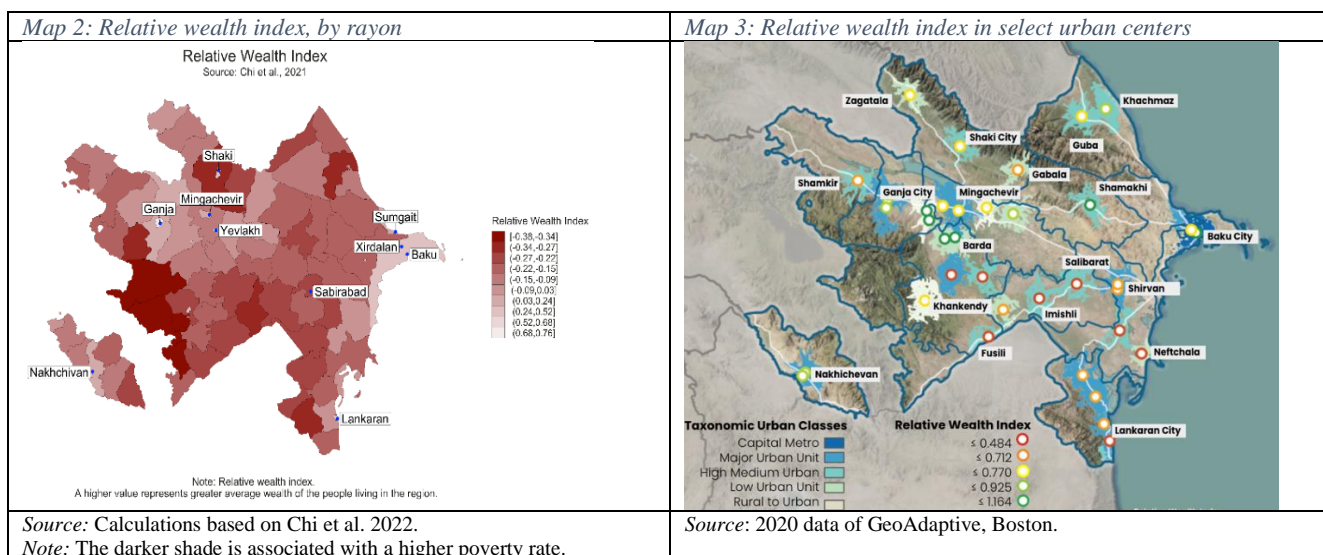 Map 2: Relative wealth index, by rayon
Relative Wealth Index
Source: Chi et al., 2021
Shaki
Mingachevir
Ganja
Yevlakh
Sumgait
Xirdalan
Baku
Sabirabad
Nakhchivan
Lankaran
Relative Wealth Index
[-0.38,-0.34]
(-0.34,-0.27]
(-0.27,-0.22]
(-0.22,-0.15]
(-0.15,-0.09]
(-0.09,0.03]
(0.03,0.24]
(0.24,0.52]
(0.52,0.68]
(0.68,0.76]
Note: Relative wealth index.
A higher value represents greater average wealth of the people living in the region.
Source: Calculations based on Chi et al. 2022.
Note: The darker shade is associated with a higher poverty rate.
Map 3: Relative wealth index in select urban centers
Zagatala
Khachmaz
Shaki City
Guba
Gabala
Shamkir
Ganja City
Mingachevir
Shamakhi
Baku City
Barda
Salibarat
Shirvan
Khankendy
Imishli
Fusili
Neftchala
Nakhichevan
Lankaran City
Taxonomic Urban Classes
Capital Metro
Major Urban Unit
High Medium Urban
Low Urban Unit
Rural to Urban
Relative Wealth Index
≤ 0.484
≤ 0.712
≤ 0.770
≤ 0.925
≤ 1.164
Source: 2020 data of GeoAdaptive, Boston.